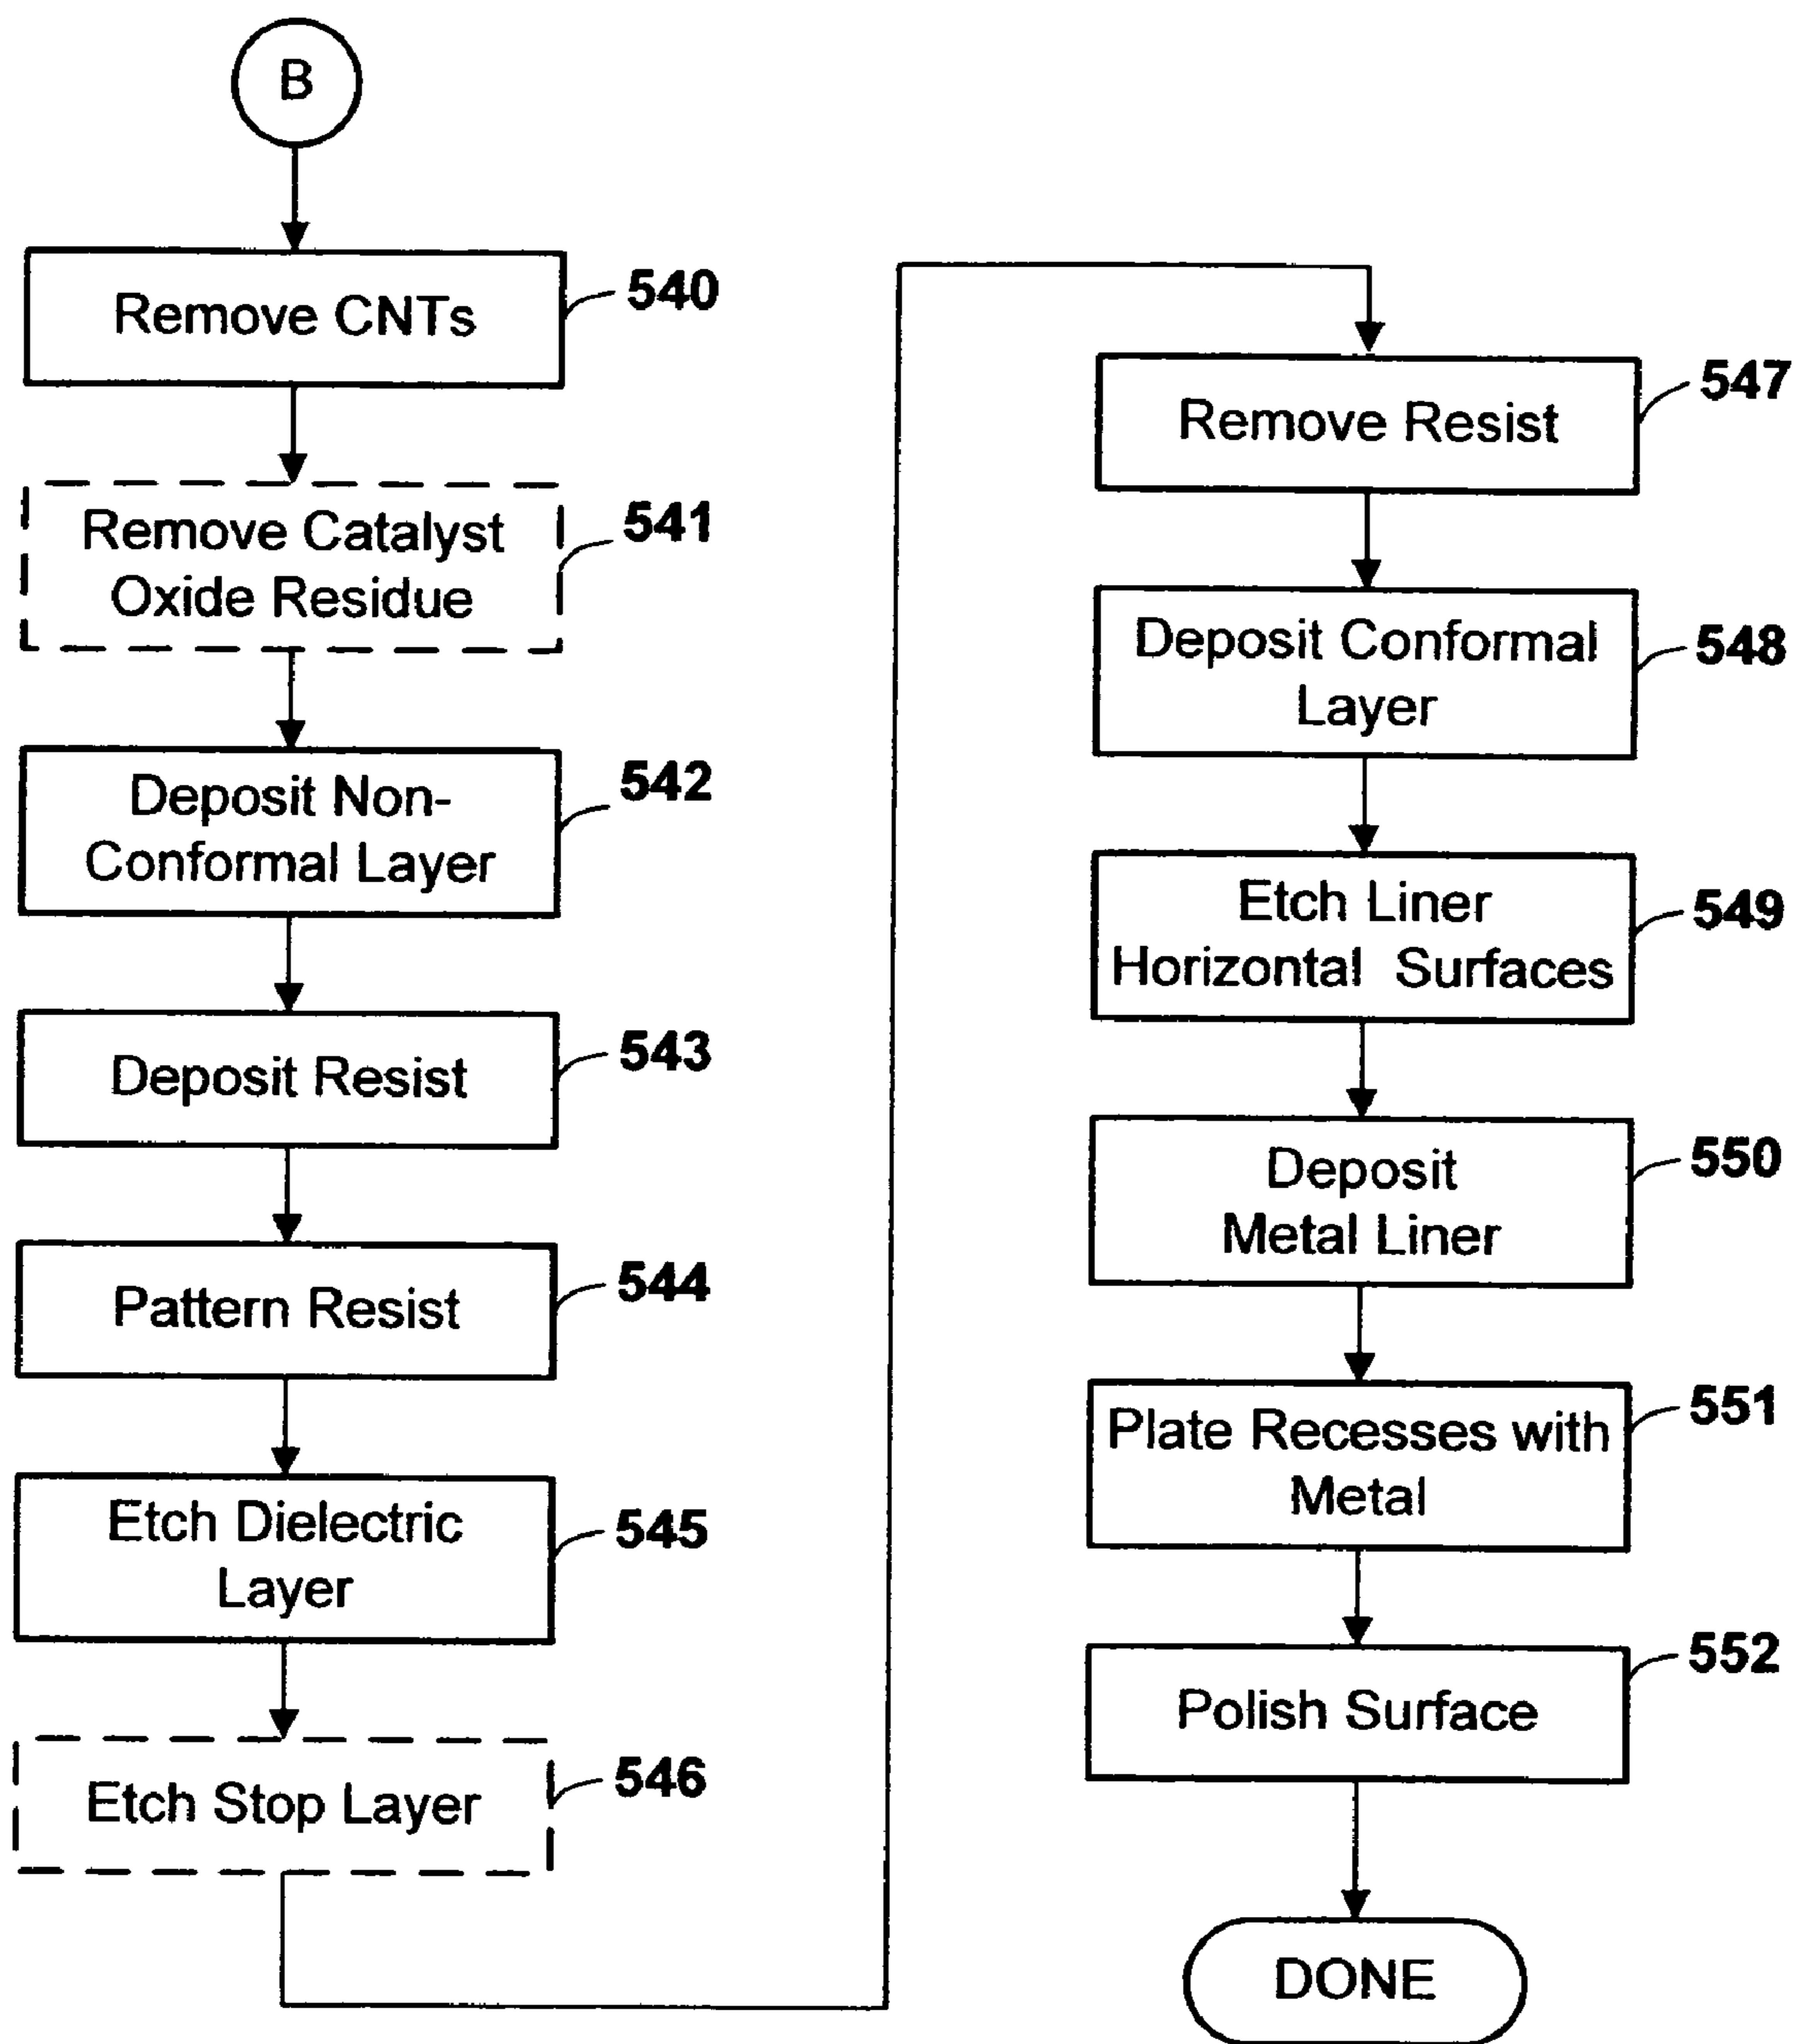 B
Remove CNTs
540
Remove Catalyst
Oxide Residue
541
Deposit Non-
Conformal Layer
542
Deposit Resist
543
Pattern Resist
544
Etch Dielectric
Layer
545
Etch Stop Layer
546
Remove Resist
547
Deposit Conformal
Layer
548
Etch Liner
Horizontal Surfaces
549
Deposit
Metal Liner
550
Plate Recesses with
Metal
551
Polish Surface
552
DONE